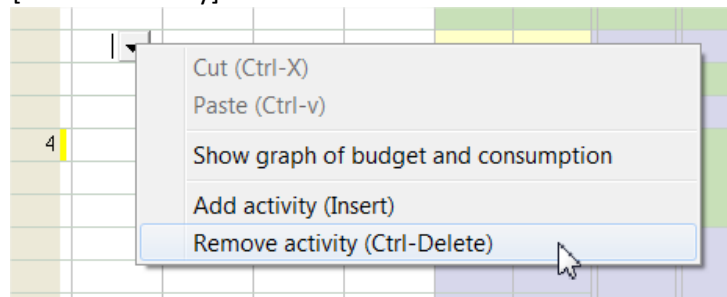 Cut (Ctrl-X)
Paste (Ctrl-v)
4
Show graph of budget and consumption
Add activity (Insert)
Remove activity (Ctrl-Delete)